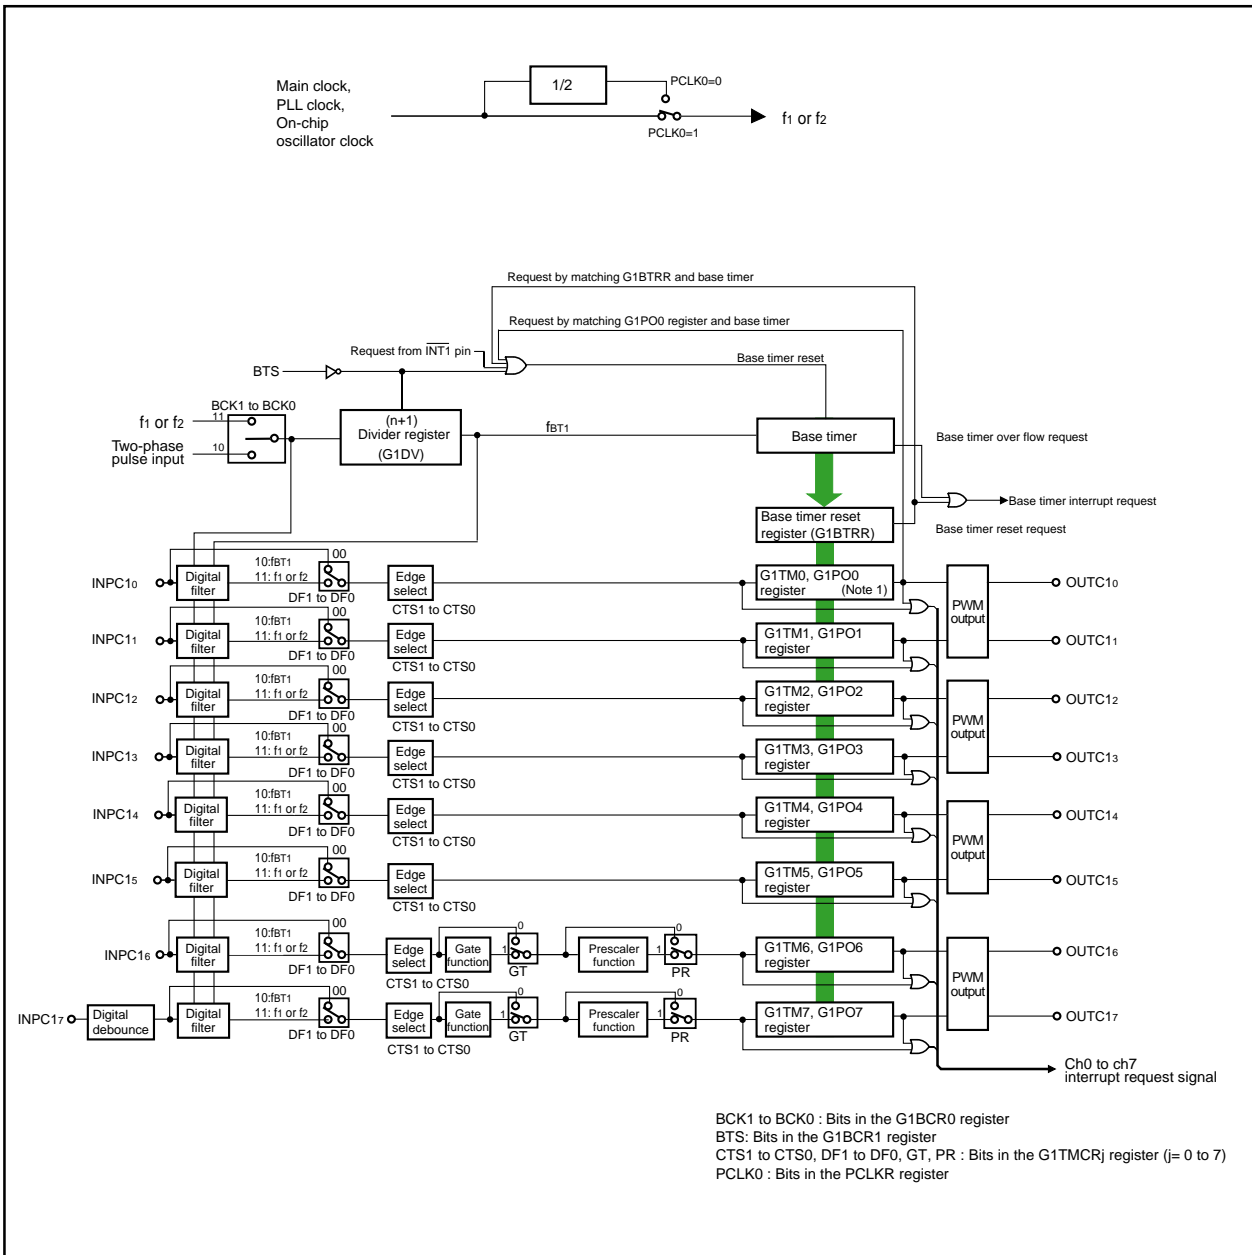 Main clock,
PLL clock,
On-chip
oscillator clock
1/2
PCLK0=0
PCLK0=1
f1 or f2
Request by matching G1BTRR and base timer
Request by matching G1PO0 register and base timer
Request from INT1 pin
Base timer reset
BTS
BCK1 to BCK0
f1 or f2
11
Two-phase
pulse input
10
(n+1)
Divider register
(G1DV)
fBT1
Base timer
Base timer over flow request
Base timer interrupt request
Base timer reset
register (G1BTRR)
Base timer reset request
INPC10
Digital
filter
10:fBT1
11: f1 or f2
00
DF1 to DF0
Edge
select
CTS1 to CTS0
G1TM0, G1PO0
register (Note 1)
PWM
output
OUTC10
INPC11
Digital
filter
10:fBT1
11: f1 or f2
00
DF1 to DF0
Edge
select
CTS1 to CTS0
G1TM1, G1PO1
register
OUTC11
INPC12
Digital
filter
10:fBT1
11: f1 or f2
00
DF1 to DF0
Edge
select
CTS1 to CTS0
G1TM2, G1PO2
register
PWM
output
OUTC12
INPC13
Digital
filter
10:fBT1
11: f1 or f2
00
DF1 to DF0
Edge
select
CTS1 to CTS0
G1TM3, G1PO3
register
OUTC13
INPC14
Digital
filter
10:fBT1
11: f1 or f2
00
DF1 to DF0
Edge
select
CTS1 to CTS0
G1TM4, G1PO4
register
PWM
output
OUTC14
INPC15
Digital
filter
10:fBT1
11: f1 or f2
00
DF1 to DF0
Edge
select
CTS1 to CTS0
G1TM5, G1PO5
register
OUTC15
INPC16
Digital
filter
10:fBT1
11: f1 or f2
00
DF1 to DF0
Edge
select
CTS1 to CTS0
Gate
function
0
1
GT
Prescaler
function
0
1
PR
G1TM6, G1PO6
register
PWM
output
OUTC16
INPC17
Digital
debounce
Digital
filter
10:fBT1
11: f1 or f2
00
DF1 to DF0
Edge
select
CTS1 to CTS0
Gate
function
0
1
GT
Prescaler
function
0
1
PR
G1TM7, G1PO7
register
OUTC17
Ch0 to ch7
interrupt request signal
BCK1 to BCK0 : Bits in the G1BCR0 register
BTS: Bits in the G1BCR1 register
CTS1 to CTS0, DF1 to DF0, GT, PR : Bits in the G1TMCRj register (j= 0 to 7)
PCLK0 : Bits in the PCLKR register